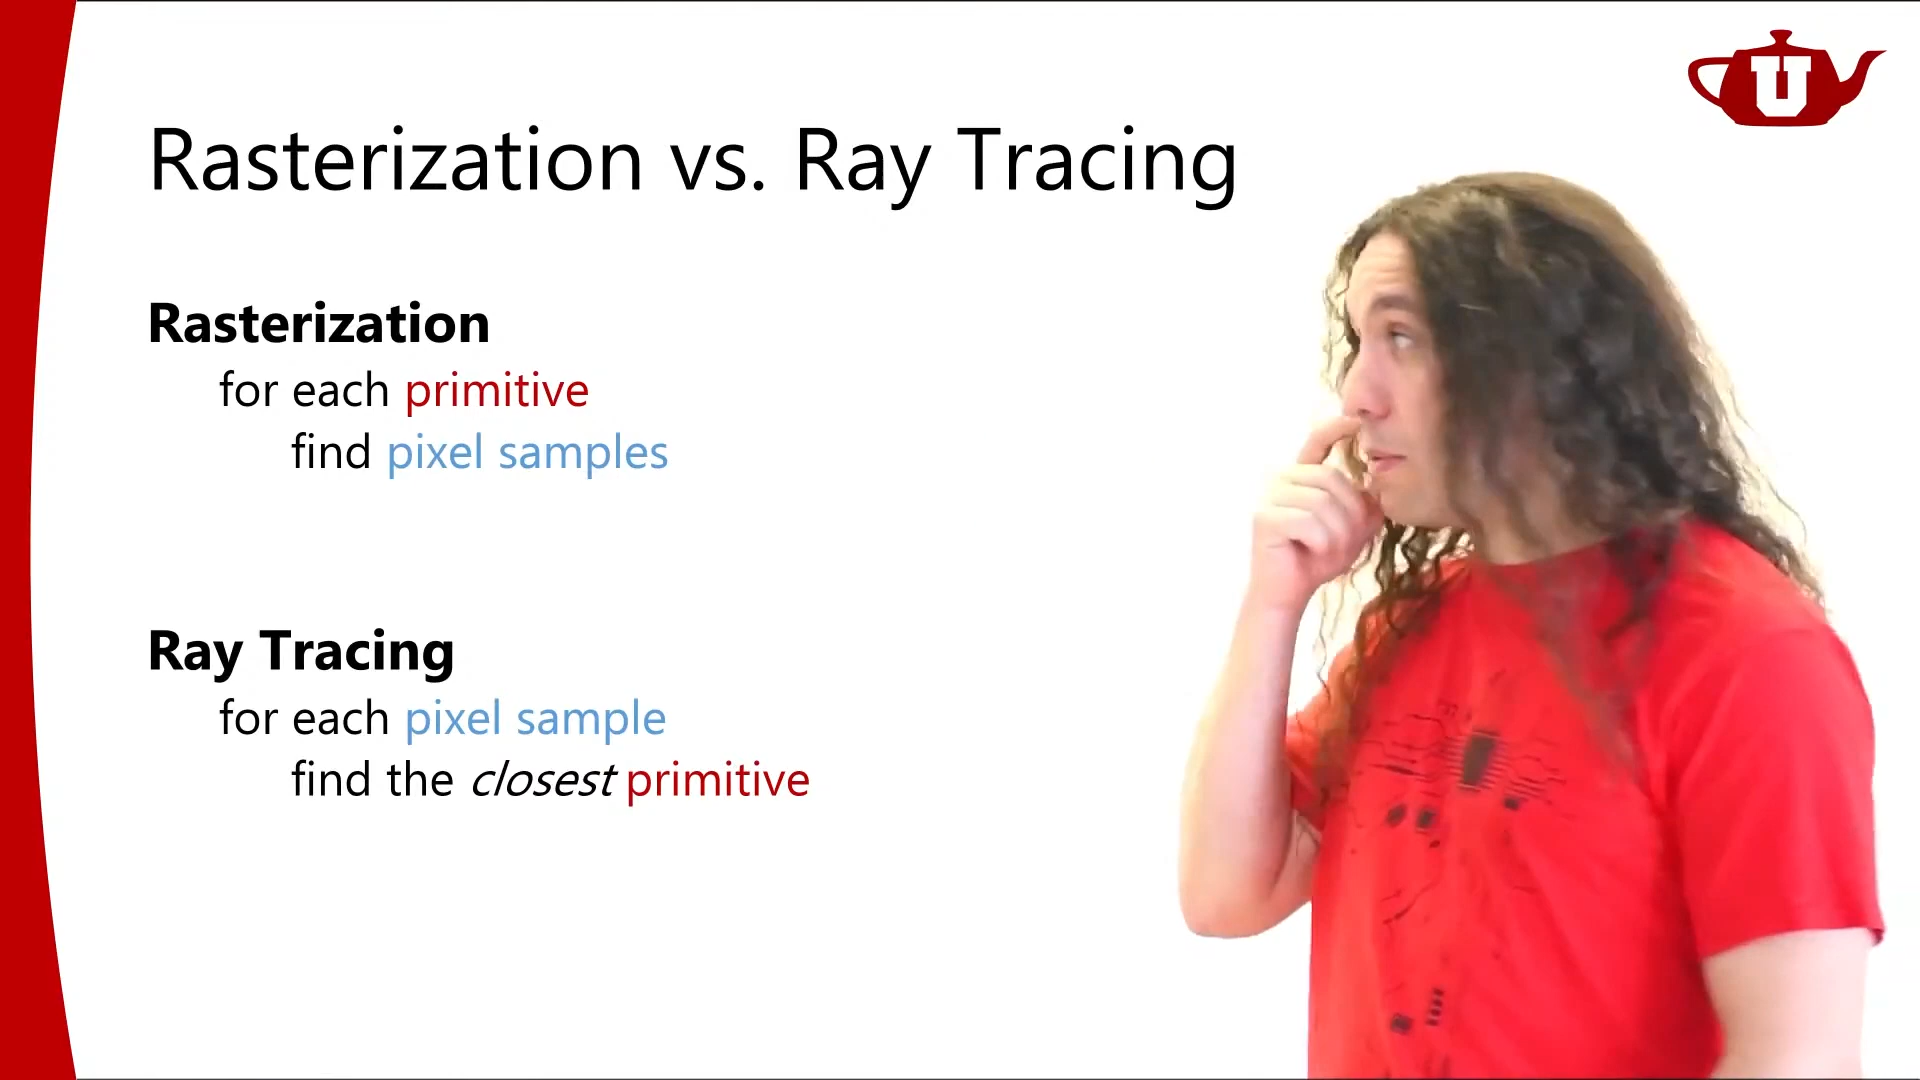 U
Rasterization vs. Ray Tracing
Rasterization
for each primitive
find pixel samples
Ray Tracing
for each pixel sample
find the closest primitive